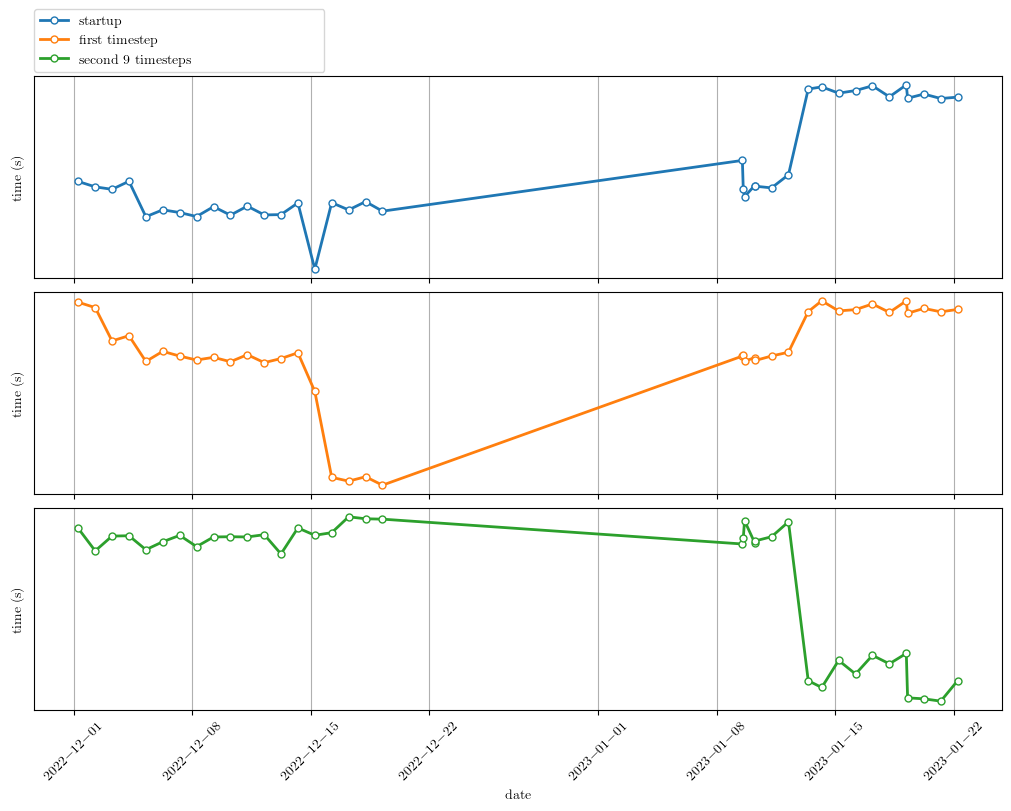 startup
first timestep
second 9 timesteps
time (s)
time (s)
time (s)
2022−12−01
2022−12−08
2022−12−15
2022−12−22
2023−01−01
2023−01−08
2023−01−15
2023−01−22
date